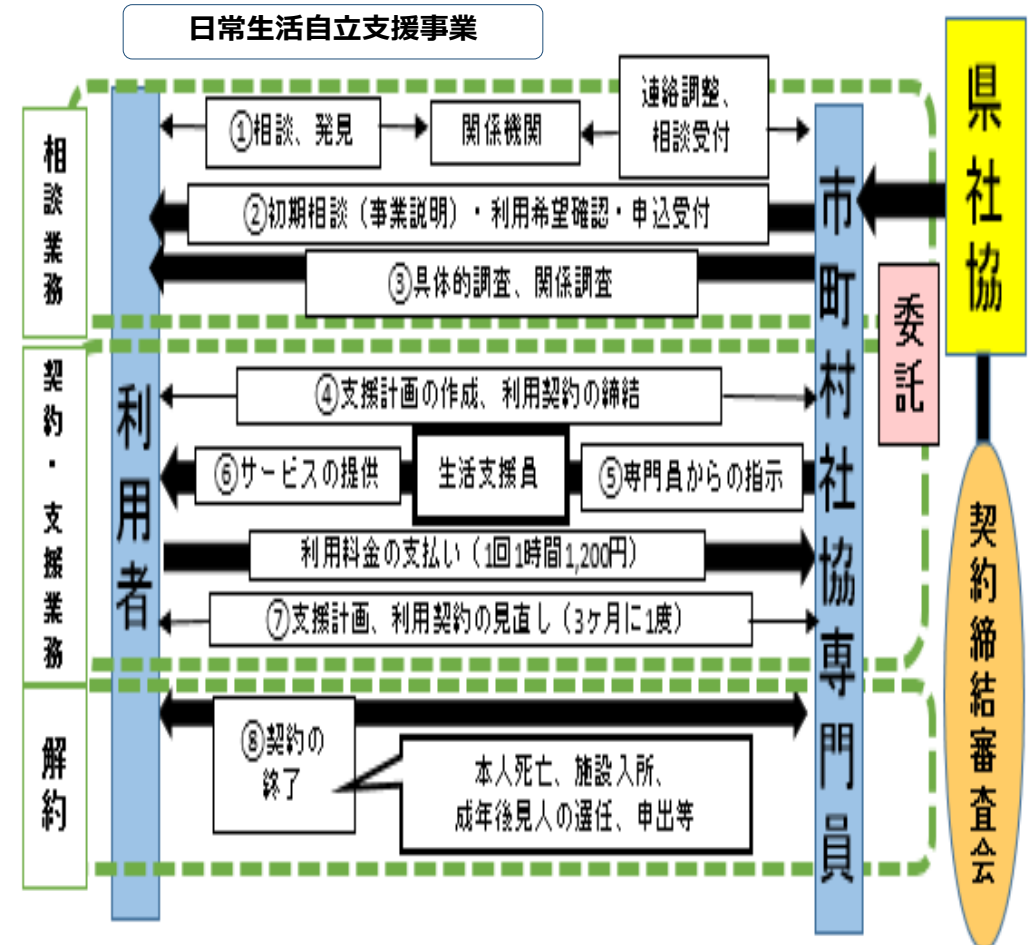 日常生活自立支援事業
県社協
相談業務
①相談、発見
関係機関
連絡調整、
相談受付
②初期相談（事業説明）・利用希望確認・申込受付
③具体的調査、関係調査
利用者
市町村社協専門員
委託
契約・支援業務
④支援計画の作成、利用契約の締結
⑥サービスの提供
生活支援員
⑤専門員からの指示
利用料金の支払い（1回1時間1,200円）
⑦支援計画、利用契約の見直し（3ヶ月に1度）
契約締結審査会
解約
⑧契約の
終了
本人死亡、施設入所、
成年後見人の選任、申出等